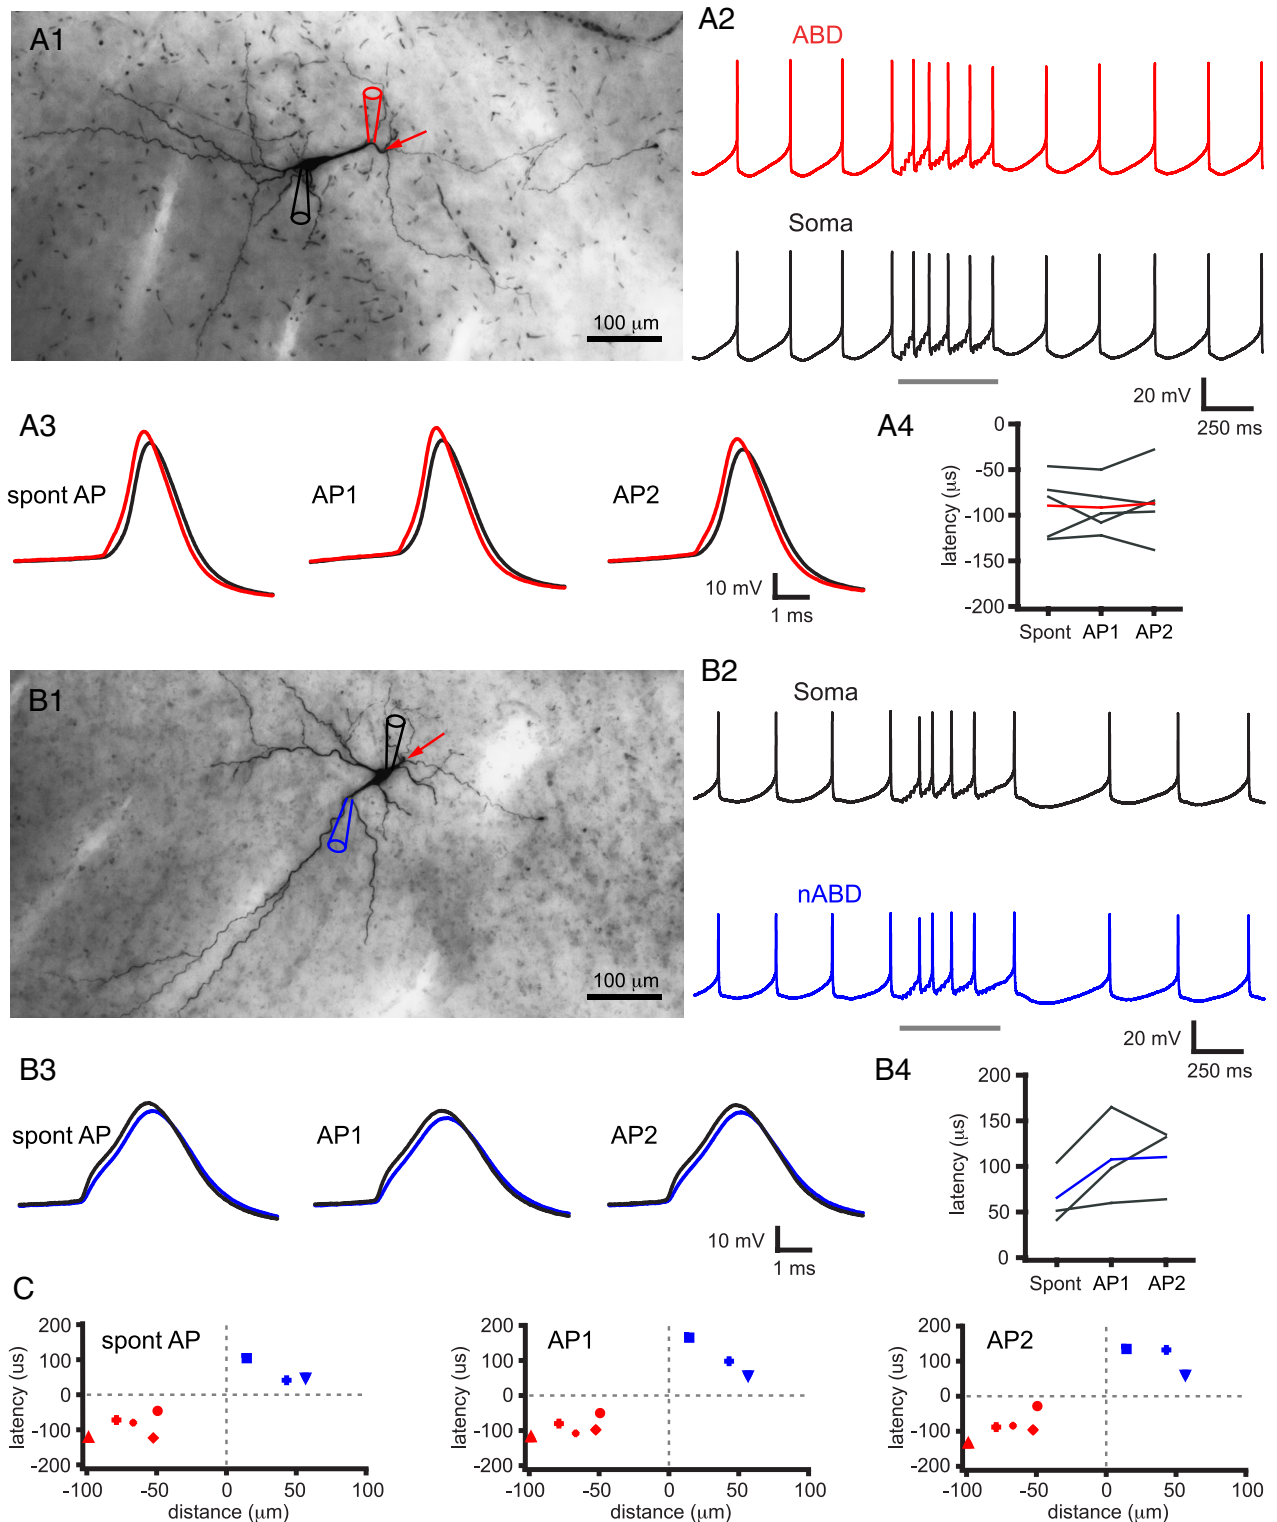 A1
100 μm
A2
ABD
Soma
20 mV
250 ms
A3
spont AP
AP1
AP2
10 mV
1 ms
A4
latency (μs)
0
-50
-100
-150
-200
Spont
AP1
AP2
B1
100 μm
B2
Soma
nABD
20 mV
250 ms
B3
spont AP
AP1
AP2
10 mV
1 ms
B4
latency (μs)
200
150
100
50
0
Spont
AP1
AP2
C
spont AP
latency (us)
200
100
0
-100
-200
-100
-50
0
50
100
distance (μm)
AP1
latency (us)
200
100
0
-100
-200
-100
-50
0
50
100
distance (μm)
AP2
latency (us)
200
100
0
-100
-200
-100
-50
0
50
100
distance (μm)